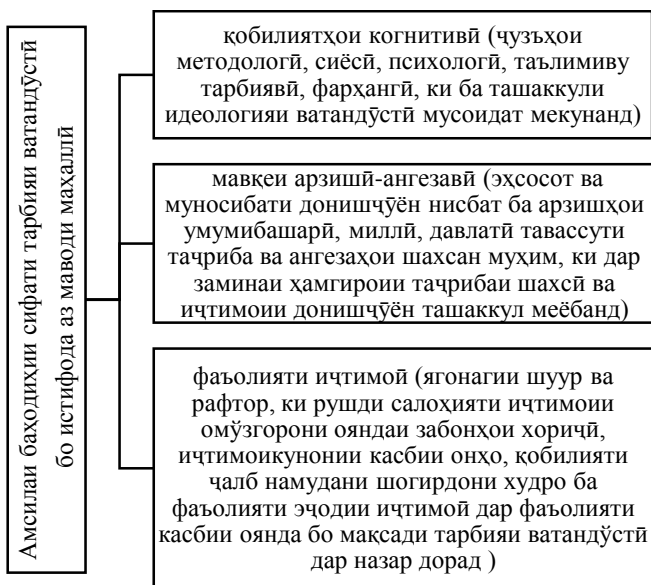 Амсилаи баҳодиҳии сифати тарбияи ватандӯстӣ
бо истифода аз маводи маҳаллӣ
қобилиятҳои когнитивӣ (ҷузъҳои
методологӣ, сиёсӣ, психологӣ, таълимиву
тарбиявӣ, фарҳангӣ, ки ба ташаккули
идеологияи ватандӯстӣ мусоидат мекунанд)
мавқеи арзишӣ-ангезавӣ (эҳсосот ва
муносибати донишҷӯён нисбат ба арзишҳои
умумибашарӣ, миллӣ, давлатӣ тавассути
таҷриба ва ангезаҳои шахсан муҳим, ки дар
заминаи ҳамгироии таҷрибаи шахсӣ ва
иҷтимоии донишҷӯён ташаккул меёбанд)
фаъолияти иҷтимоӣ (ягонагии шуур ва
рафтор, ки рушди салоҳияти иҷтимоии
омӯзгорони ояндаи забонҳои хориҷӣ,
иҷтимоикунонии касбии онҳо, қобилияти
ҷалб намудани шогирдони худро ба
фаъолияти эҷодии иҷтимоӣ дар фаъолияти
касбии оянда бо мақсади тарбияи ватандӯстӣ
дар назар дорад )